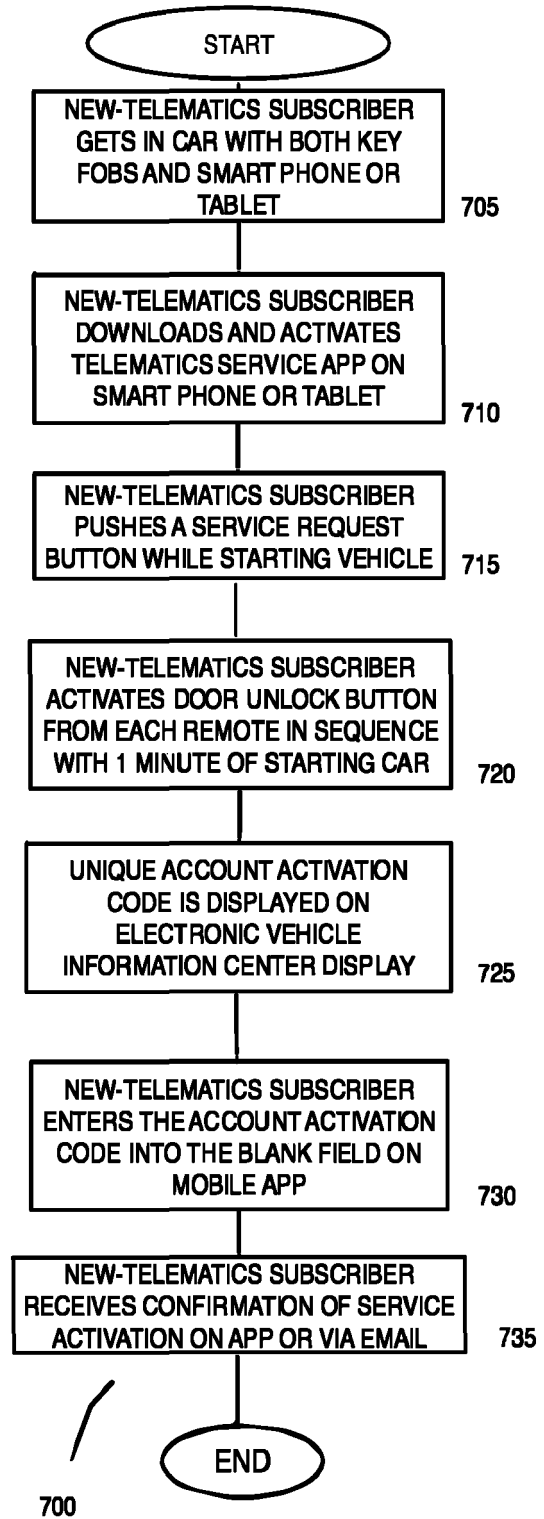 START
NEW-TELEMATICS SUBSCRIBER
GETS IN CAR WITH BOTH KEY
FOBS AND SMART PHONE OR
TABLET
705
NEW-TELEMATICS SUBSCRIBER
DOWNLOADS AND ACTIVATES
TELEMATICS SERVICE APP ON
SMART PHONE OR TABLET
710
NEW-TELEMATICS SUBSCRIBER
PUSHES A SERVICE REQUEST
BUTTON WHILE STARTING VEHICLE
715
NEW-TELEMATICS SUBSCRIBER
ACTIVATES DOOR UNLOCK BUTTON
FROM EACH REMOTE IN SEQUENCE
WITH 1 MINUTE OF STARTING CAR
720
UNIQUE ACCOUNT ACTIVATION
CODE IS DISPLAYED ON
ELECTRONIC VEHICLE
INFORMATION CENTER DISPLAY
725
NEW-TELEMATICS SUBSCRIBER
ENTERS THE ACCOUNT ACTIVATION
CODE INTO THE BLANK FIELD ON
MOBILE APP
730
NEW-TELEMATICS SUBSCRIBER
RECEIVES CONFIRMATION OF SERVICE
ACTIVATION ON APP OR VIA EMAIL
735
END
700